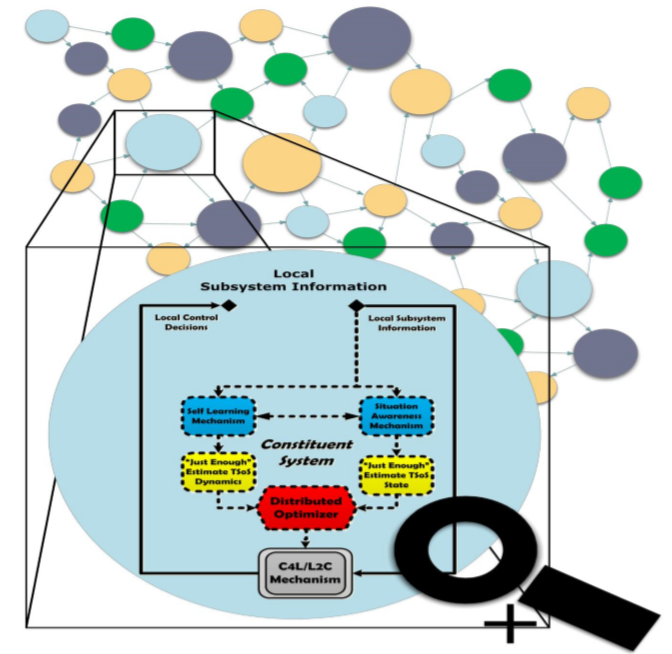 Local
Subsystem Information
Local Control
Decisions
Local Subsystem
Information
Self Learning
Mechanism
Situation
Awareness
Mechanism
Constituent
System
"Just Enough"
Estimate TSoS
Dynamics
"Just Enough"
Estimate TSoS
State
Distributed
Optimizer
C4L/L2C
Mechanism